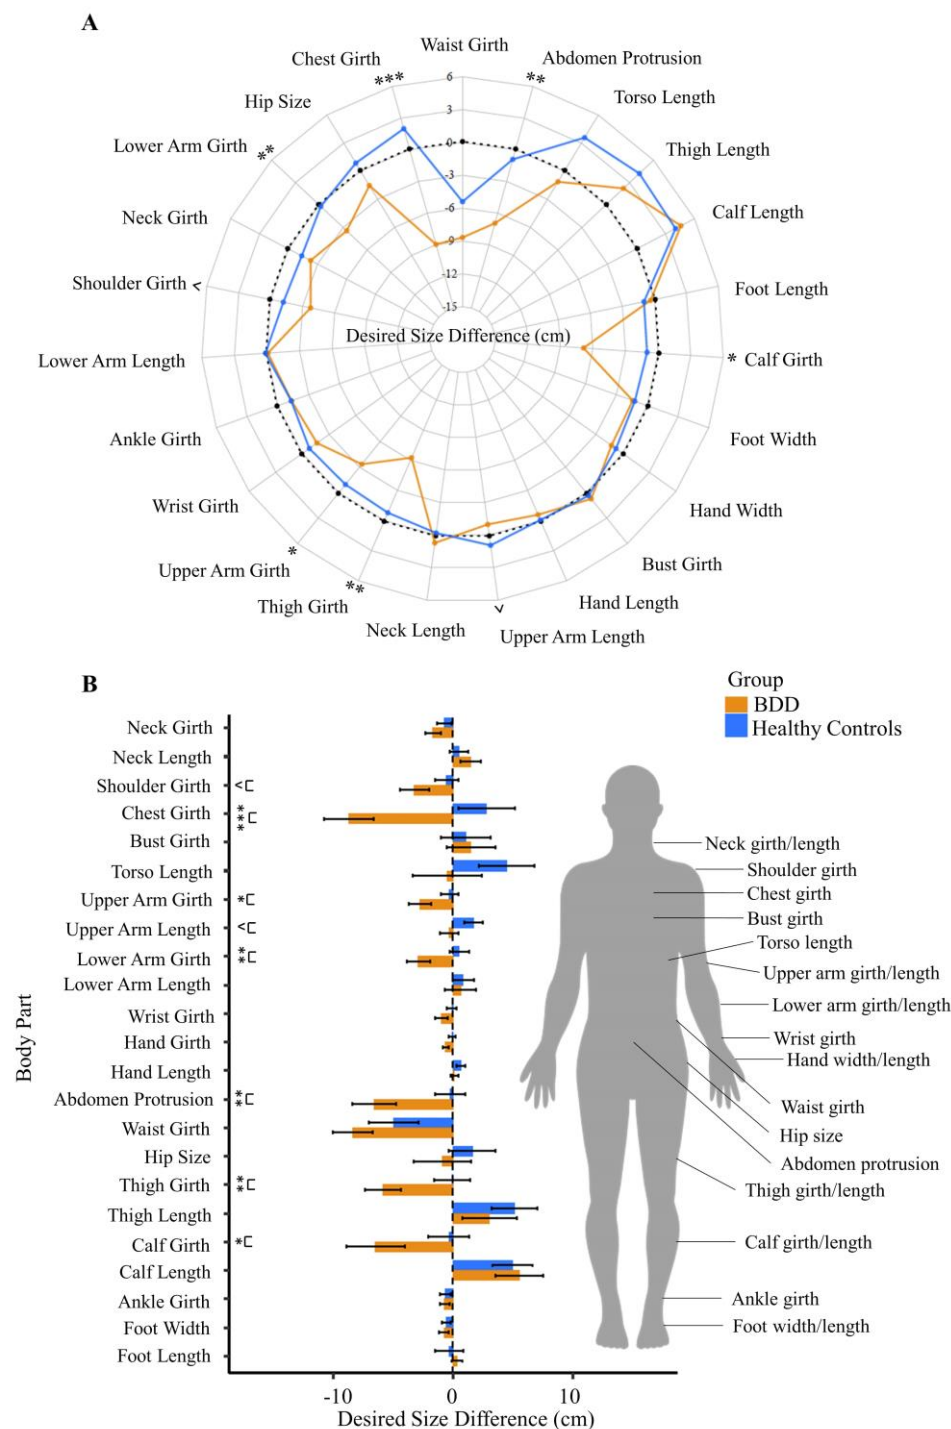 A
Waist Girth
Chest Girth
***
**
Abdomen Protrusion
Hip Size
Torso Length
Lower Arm Girth
**
Thigh Length
Neck Girth
Calf Length
Shoulder Girth <
Foot Length
Lower Arm Length
* Calf Girth
Ankle Girth
Foot Width
Wrist Girth
Hand Width
Upper Arm Girth
*
Bust Girth
Thigh Girth
**
Hand Length
Neck Length
Upper Arm Length
<
6
3
0
-3
-6
-9
-12
-15
Desired Size Difference (cm)
B
Group
BDD
Healthy Controls
Body Part
Neck Girth
Neck Length
Shoulder Girth <
Chest Girth ***
Bust Girth
Torso Length
Upper Arm Girth *
Upper Arm Length <
Lower Arm Girth **
Lower Arm Length
Wrist Girth
Hand Girth
Hand Length
Abdomen Protrusion **
Waist Girth
Hip Size
Thigh Girth **
Thigh Length
Calf Girth *
Calf Length
Ankle Girth
Foot Width
Foot Length
-10 0 10
Desired Size Difference (cm)
Neck girth/length
Shoulder girth
Chest girth
Bust girth
Torso length
Upper arm girth/length
Lower arm girth/length
Wrist girth
Hand width/length
Waist girth
Hip size
Abdomen protrusion
Thigh girth/length
Calf girth/length
Ankle girth
Foot width/length